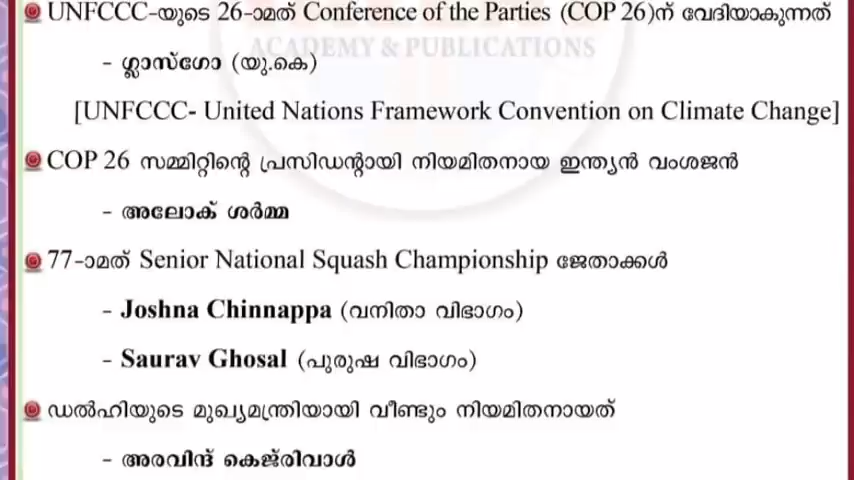 UNFCCC-യുടെ 26-ാമത് Conference of the Parties (COP 26)ന് വേദിയാകുന്നത്
ACADEMY & PUBLICATIONS
- ഗ്ലാസ്ഗോ (യു.കെ)
[UNFCCC- United Nations Framework Convention on Climate Change]
COP 26 സമ്മിറ്റിന്റെ പ്രസിഡന്റായി നിയമിതനായ ഇന്ത്യൻ വംശജൻ
- അലോക് ശർമ്മ
77-ാമത് Senior National Squash Championship ജേതാക്കൾ
- Joshna Chinnappa (വനിതാ വിഭാഗം)
- Saurav Ghosal (പുരുഷ വിഭാഗം)
ഡൽഹിയുടെ മുഖ്യമന്ത്രിയായി വീണ്ടും നിയമിതനായത്
- അരവിന്ദ് കെജ്‌രിവാൾ